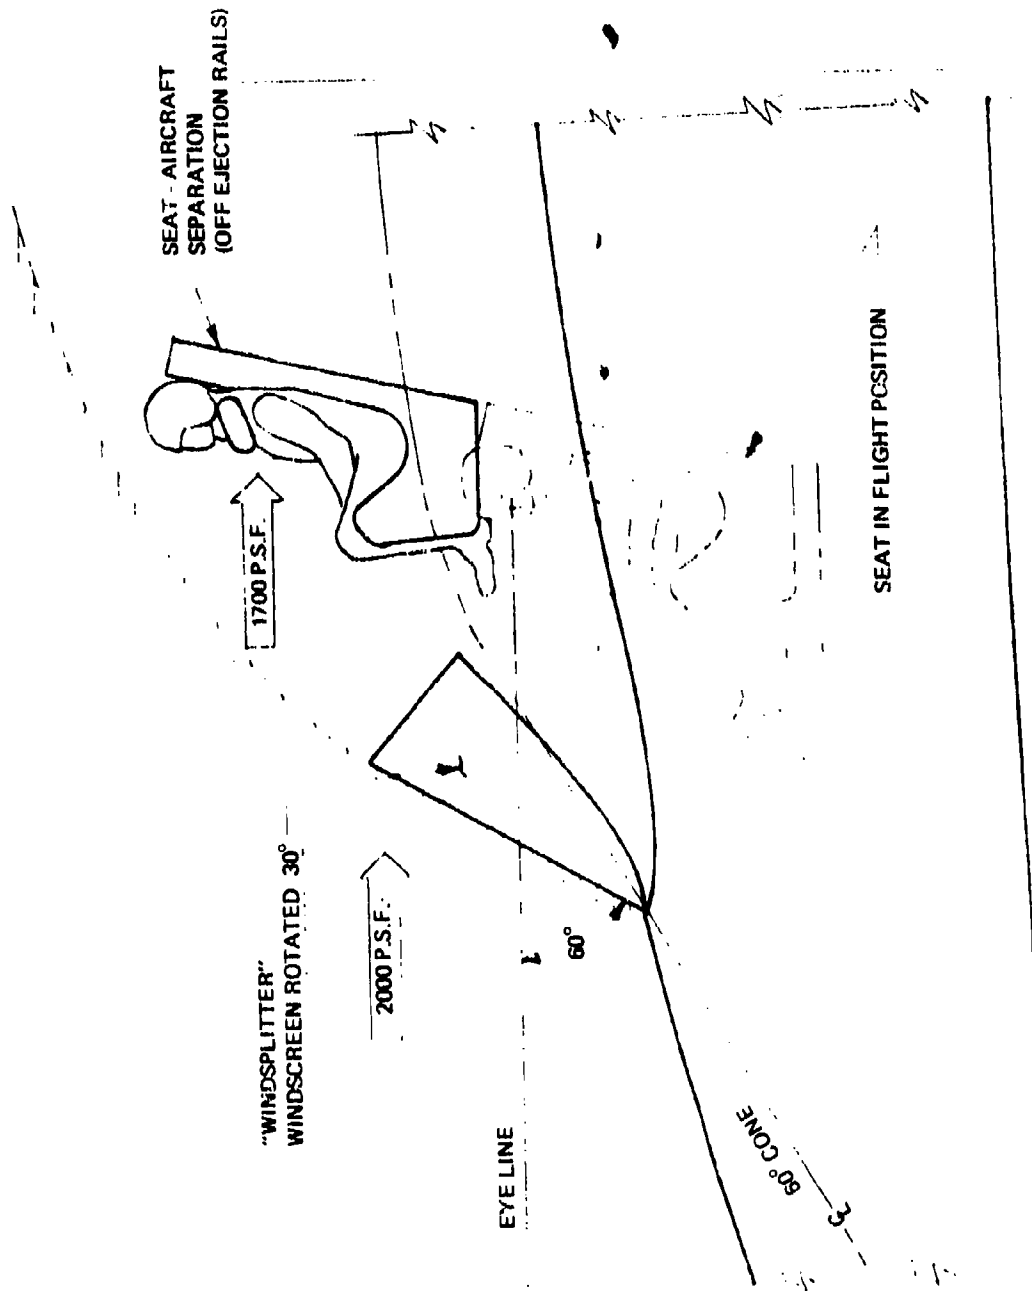 SEAT - AIRCRAFT
SEPARATION
(OFF EJECTION RAILS)
1700 P.S.F.
"WINDSPLITTER"
WINDSCREEN ROTATED 30°
2000 P.S.F.
60°
EYE LINE
SEAT IN FLIGHT POSITION
60° CONE
℄